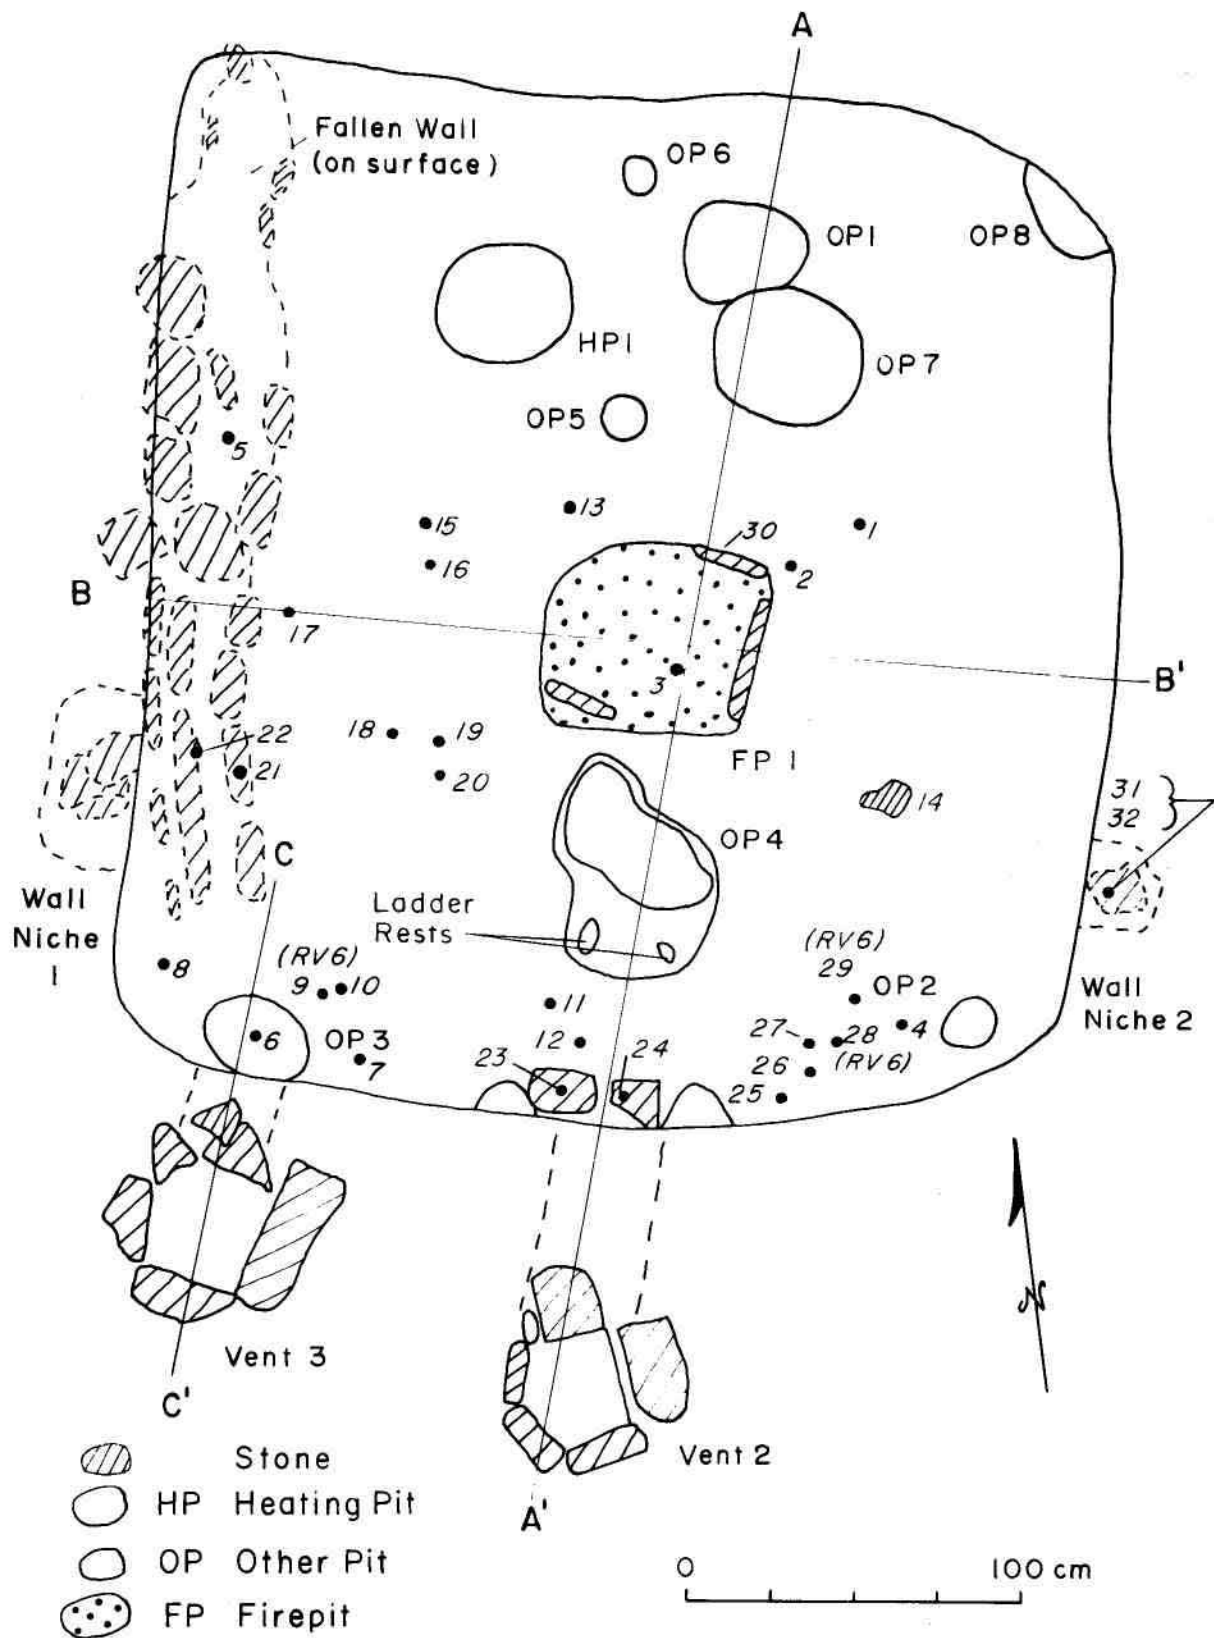 A
Fallen Wall
(on surface)
OP6
OP1
OP8
HP1
OP7
OP5
5
13
15
1
30
16
2
B
17
3
B'
22
18
19
21
20
FP 1
14
31
32
OP4
C
Wall
Niche
1
Ladder
Rests
8
(RV6)
9
10
(RV6)
29
OP2
Wall
Niche 2
11
6
OP3
7
12
27
28
4
23
24
26
(RV6)
25
N
Vent 3
C'
Vent 2
A'
Stone
HP Heating Pit
OP Other Pit
FP Firepit
0 100 cm